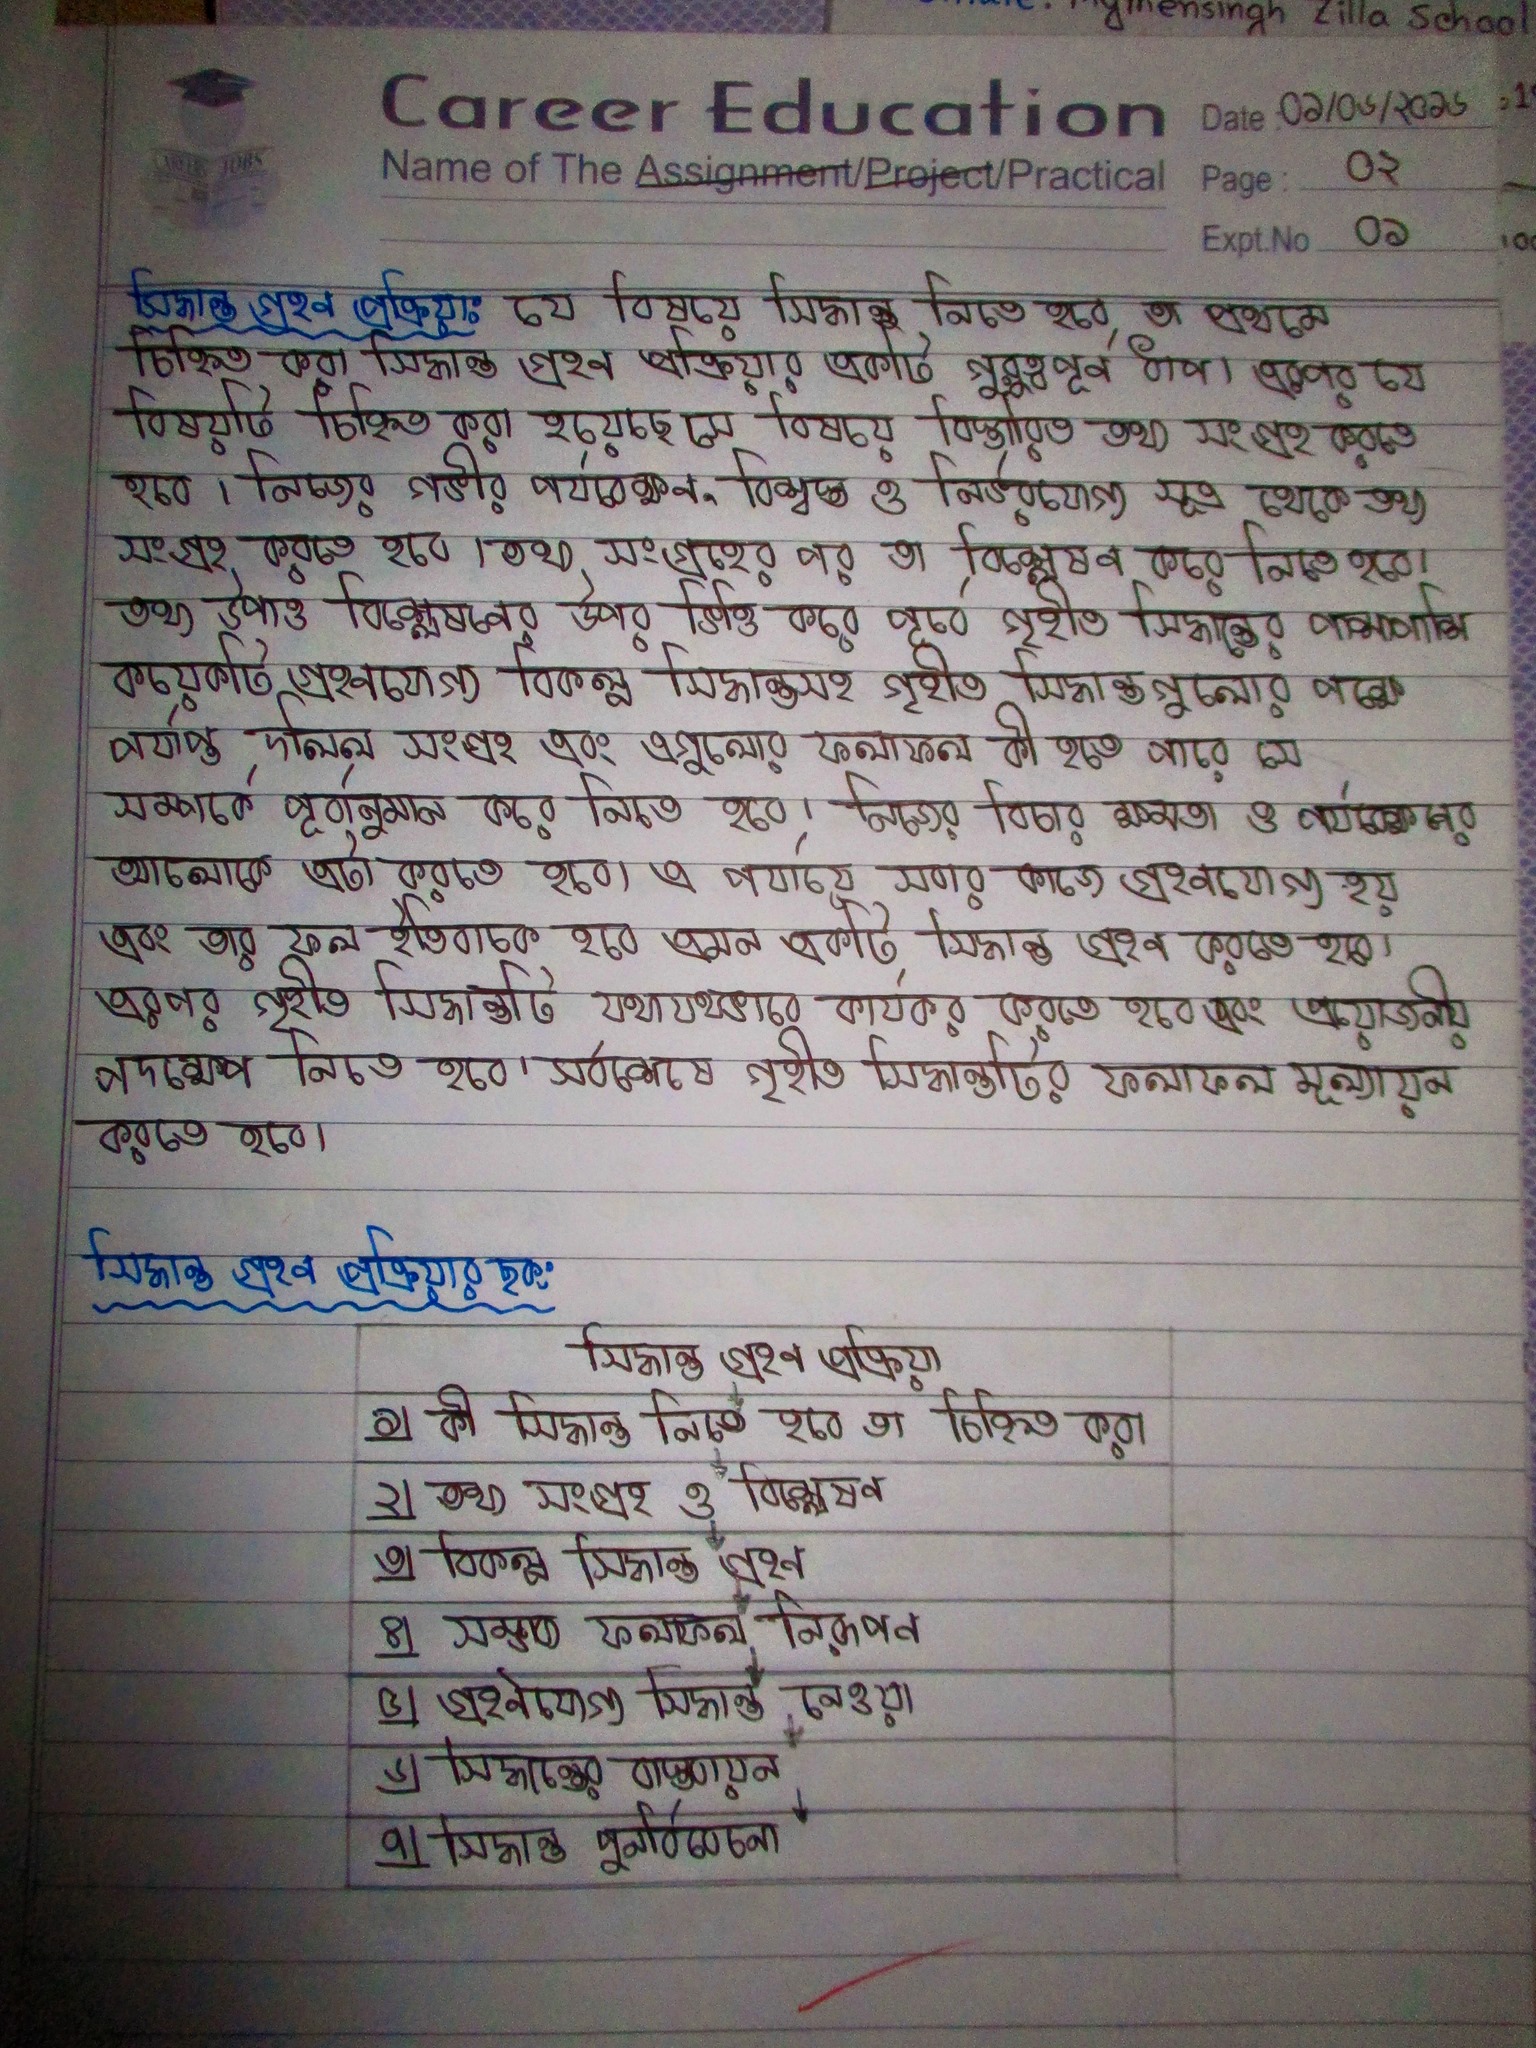 Mymensingh Zilla School
Career Education
Name of The Assignment/Project/Practical
Date: ০১/০৬/২০১৬
Page: ০২
Expt.No ০১
সিদ্ধান্ত গ্রহণ প্রক্রিয়াঃ যে বিষয়ে সিদ্ধান্ত নিতে হবে, তা প্রথমে
চিহ্নিত করা সিদ্ধান্ত গ্রহণ প্রক্রিয়ার একটি গুরুত্বপূর্ন ধাপ। এরপর যে
বিষয়টি চিহ্নিত করা হয়েছে সে বিষয়ে বিস্তারিত তথ্য সংগ্রহ করতে
হবে। নিজের গভীর পর্যবেক্ষন, বিশ্বস্ত ও নির্ভরযোগ্য সূত্র থেকে তথ্য
সংগ্রহ করতে হবে। তথ্য সংগ্রহের পর তা বিশ্লেষণ করে নিতে হবে।
তথ্য উপাত্ত বিশ্লেষনের উপর ভিত্তি করে পূর্বে গৃহীত সিদ্ধান্তের পাশাপাশি
কয়েকটি গ্রহণযোগ্য বিকল্প সিদ্ধান্তসহ গৃহীত সিদ্ধান্তগুলোর পক্ষে
পর্যাপ্ত দলিল সংগ্রহ এবং এগুলোর ফলাফল কী হতে পারে সে
সম্পর্কে পূর্বানুমান করে নিতে হবে। নিজের বিচার ক্ষমতা ও পর্যবেক্ষনের
আলোকে এটা করতে হবে। এ পর্যায়ে সবার কাছে গ্রহণযোগ্য হয়
এবং তার ফল ইতিবাচক হবে এমন একটি সিদ্ধান্ত গ্রহণ করতে হবে।
এরপর গৃহীত সিদ্ধান্তটি যথাযথভাবে কার্যকর করতে হবে এবং প্রয়োজনীয়
পদক্ষেপ নিতে হবে। সর্বশেষে গৃহীত সিদ্ধান্তটির ফলাফল মূল্যায়ন
করতে হবে।
সিদ্ধান্ত গ্রহণ প্রক্রিয়ার ছক:
সিদ্ধান্ত গ্রহণ প্রক্রিয়া
১) কী সিদ্ধান্ত নিতে হবে তা চিহ্নিত করা
২) তথ্য সংগ্রহ ও বিশ্লেষণ
৩) বিকল্প সিদ্ধান্ত গ্রহণ
৪) সম্ভাব্য ফলাফল নিরূপন
৫) গ্রহণযোগ্য সিদ্ধান্ত নেওয়া
৬) সিদ্ধান্তের বাস্তবায়ন
৭) সিদ্ধান্ত পুনর্বিবেচনা